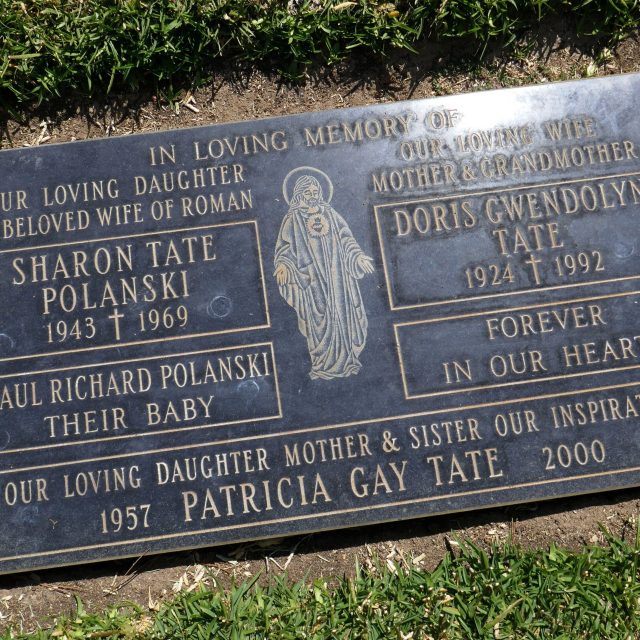 IN LOVING MEMORY OF
UR LOVING DAUGHTER
BELOVED WIFE OF ROMAN
SHARON TATE
POLANSKI
1943 † 1969
AUL RICHARD POLANSKI
THEIR BABY
OUR LOVING WIFE
MOTHER & GRANDMOTHER
DORIS GWENDOLYN
TATE
1924 † 1992
FOREVER
IN OUR HEART
OUR LOVING DAUGHTER MOTHER & SISTER OUR INSPIRAT
1957 PATRICIA GAY TATE 2000